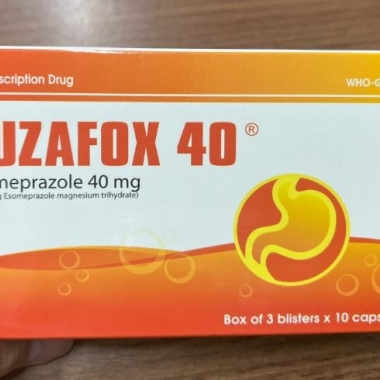 scription Drug
WHO-G
UZAFOX 40 ®
meprazole 40 mg
g Esomeprazole magnesium trihydrate)
Box of 3 blisters x 10 caps